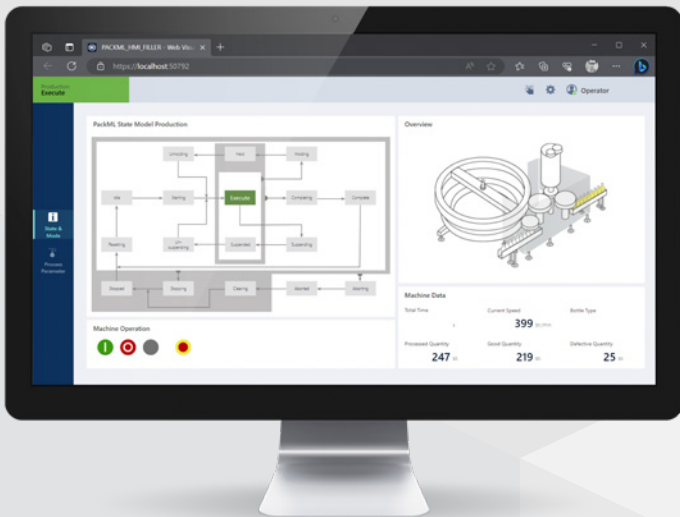 PACKML_HMI_FILLER - Web Visu
https://localhost:50792
Production
Execute
Operator
State &
Mode
Process
Parameter
PackML State Model Production
Unholding
Held
Holding
Idle
Starting
Execute
Completing
Complete
Resetting
Un-
suspending
Suspended
Suspending
Stopped
Stopping
Clearing
Aborted
Aborting
Machine Operation
Overview
Machine Data
Total Time
Current Speed
Bottle Type
399
Processed Quantity
Good Quantity
Defective Quantity
247
219
25